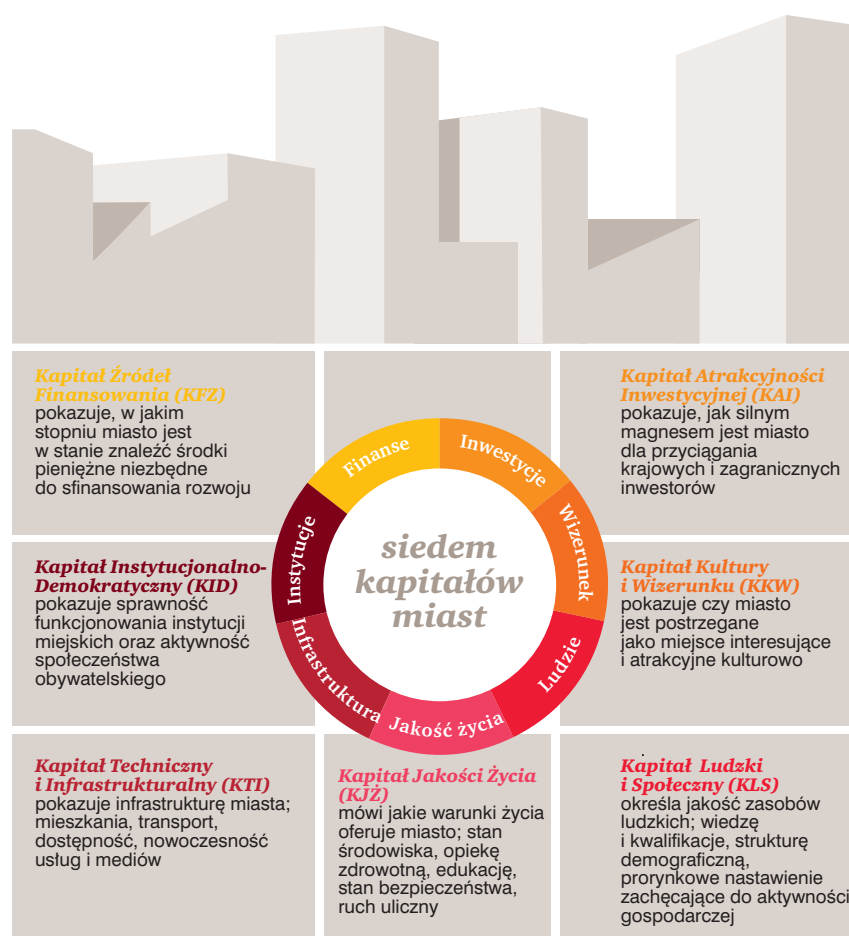 Kapitał Źródeł
Finansowania (KFZ)
pokazuje, w jakim
stopniu miasto jest
w stanie znaleźć środki
pieniężne niezbędne
do sfinansowania rozwoju
Kapitał Atrakcyjności
Inwestycyjnej (KAI)
pokazuje, jak silnym
magnesem jest miasto
dla przyciągania
krajowych i zagranicznych
inwestorów
Finanse
Inwestycje
Instytucje
Wizerunek
siedem
kapitałów
miast
Infrastruktura
Ludzie
Jakość życia
Kapitał Instytucjonalno-
Demokratyczny (KID)
pokazuje sprawność
funkcjonowania instytucji
miejskich oraz aktywność
społeczeństwa
obywatelskiego
Kapitał Kultury
i Wizerunku (KKW)
pokazuje czy miasto
jest postrzegane
jako miejsce interesujące
i atrakcyjne kulturowo
Kapitał Techniczny
i Infrastrukturalny (KTI)
pokazuje infrastrukturę miasta;
mieszkania, transport,
dostępność, nowoczesność
usług i mediów
Kapitał Jakości Życia
(KJŻ)
mówi jakie warunki życia
oferuje miasto; stan
środowiska, opiekę
zdrowotną, edukację,
stan bezpieczeństwa,
ruch uliczny
Kapitał Ludzki
i Społeczny (KLS)
określa jakość zasobów
ludzkich; wiedzę
i kwalifikacje, strukturę
demograficzną,
prorynkowe nastawienie
zachęcające do aktywności
gospodarczej